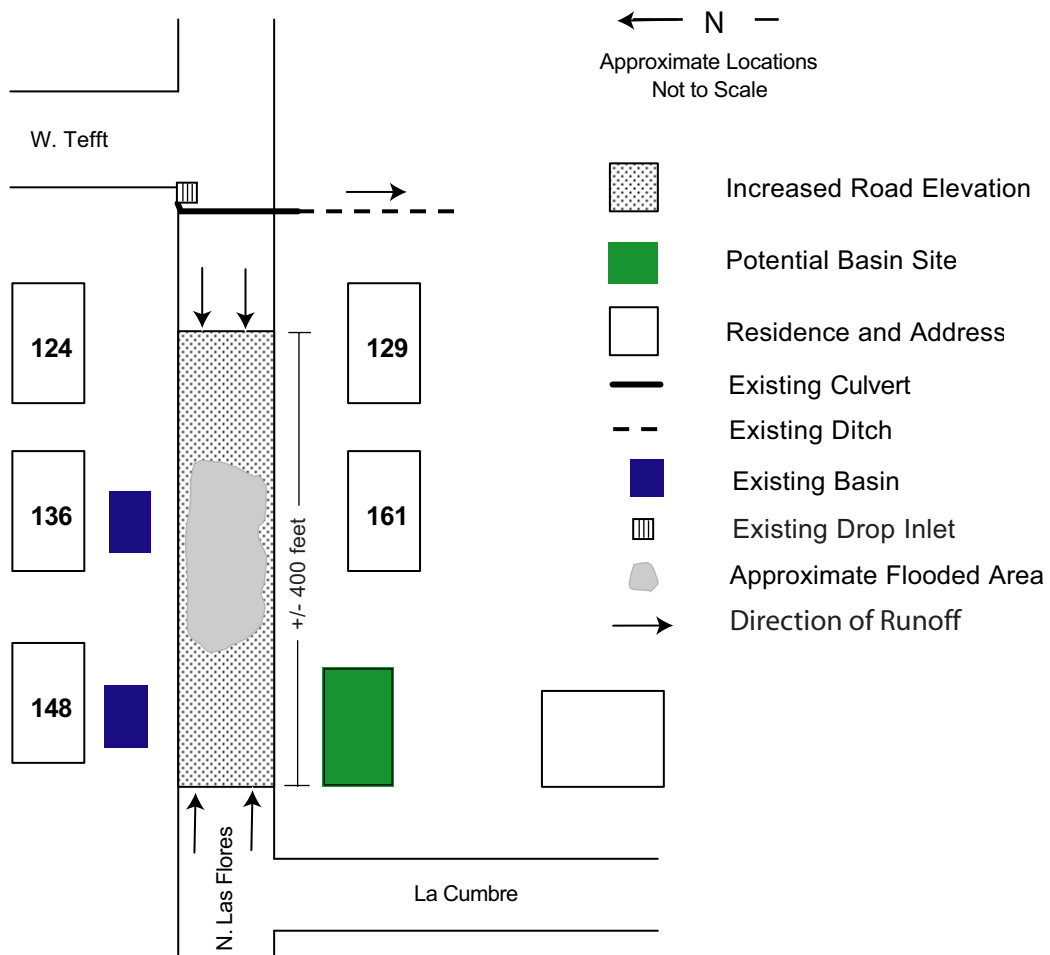 N
Approximate Locations
Not to Scale
W. Tefft
Increased Road Elevation
Potential Basin Site
Residence and Address
Existing Culvert
Existing Ditch
Existing Basin
Existing Drop Inlet
Approximate Flooded Area
Direction of Runoff
124
129
136
161
+/- 400 feet
148
N. Las Flores
La Cumbre